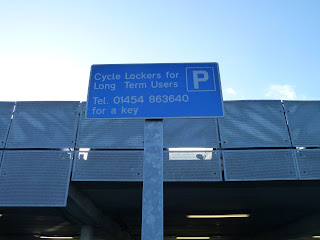 Cycle Lockers for
Long Term Users
P
Tel. 01454 863640
for a key